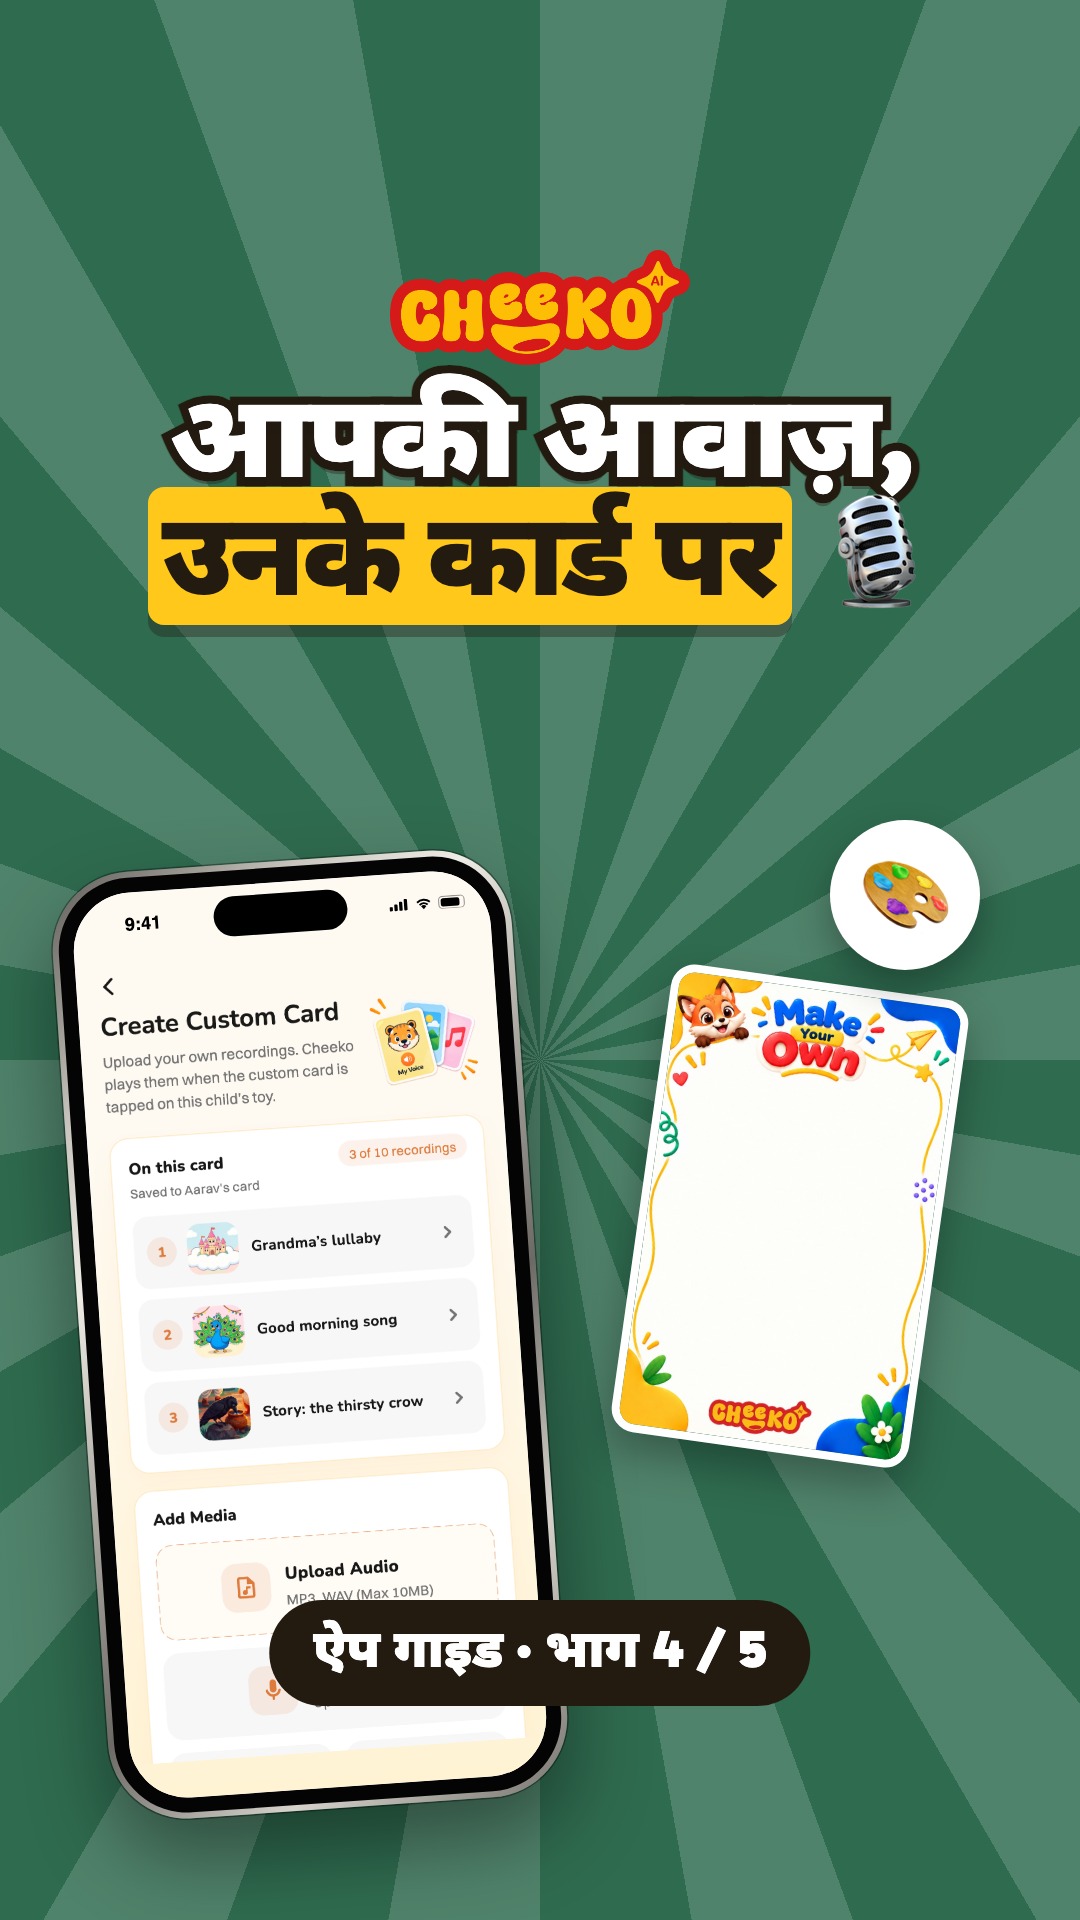 CHeeKO AI
आपकी आवाज़,
उनके कार्ड पर
9:41
Create Custom Card
Upload your own recordings. Cheeko
plays them when the custom card is
tapped on this child's toy.
My Voice
On this card
3 of 10 recordings
Saved to Aarav's card
1 Grandma's lullaby
2 Good morning song
3 Story: the thirsty crow
Add Media
Upload Audio
MP3, WAV (Max 10MB)
Make
Your
Own
CHeeKO
ऐप गाइड • भाग 4 / 5